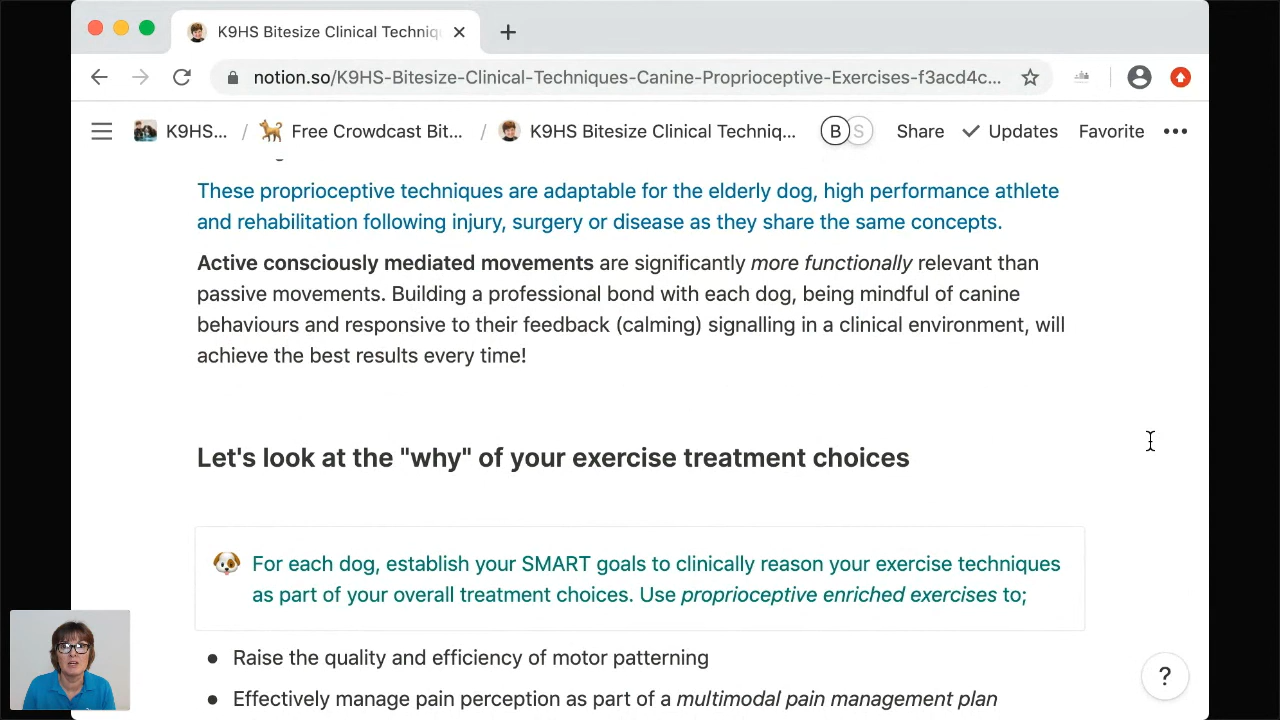 K9HS Bitesize Clinical Techniq
notion.so/K9HS-Bitesize-Clinical-Techniques-Canine-Proprioceptive-Exercises-f3acd4c...
K9HS... / Free Crowdcast Bit... / K9HS Bitesize Clinical Techniq... B S Share Updates Favorite
These proprioceptive techniques are adaptable for the elderly dog, high performance athlete
and rehabilitation following injury, surgery or disease as they share the same concepts.
Active consciously mediated movements are significantly more functionally relevant than
passive movements. Building a professional bond with each dog, being mindful of canine
behaviours and responsive to their feedback (calming) signalling in a clinical environment, will
achieve the best results every time!
Let's look at the "why" of your exercise treatment choices
For each dog, establish your SMART goals to clinically reason your exercise techniques
as part of your overall treatment choices. Use proprioceptive enriched exercises to;
• Raise the quality and efficiency of motor patterning
• Effectively manage pain perception as part of a multimodal pain management plan
?